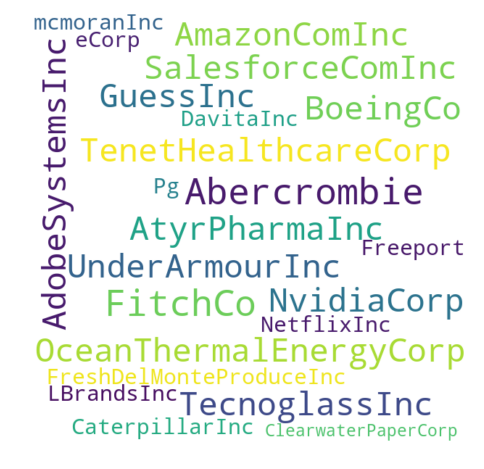 mcmoranInc
eCorp
AmazonComInc
SalesforceComInc
GuessInc
BoeingCo
DavitaInc
AdobeSystemsInc
TenetHealthcareCorp
Pg
Abercrombie
AtyrPharmaInc
Freeport
UnderArmourInc
FitchCo
NvidiaCorp
NetflixInc
OceanThermalEnergyCorp
FreshDelMonteProduceInc
LBrandsInc
TecnoglassInc
CaterpillarInc
ClearwaterPaperCorp